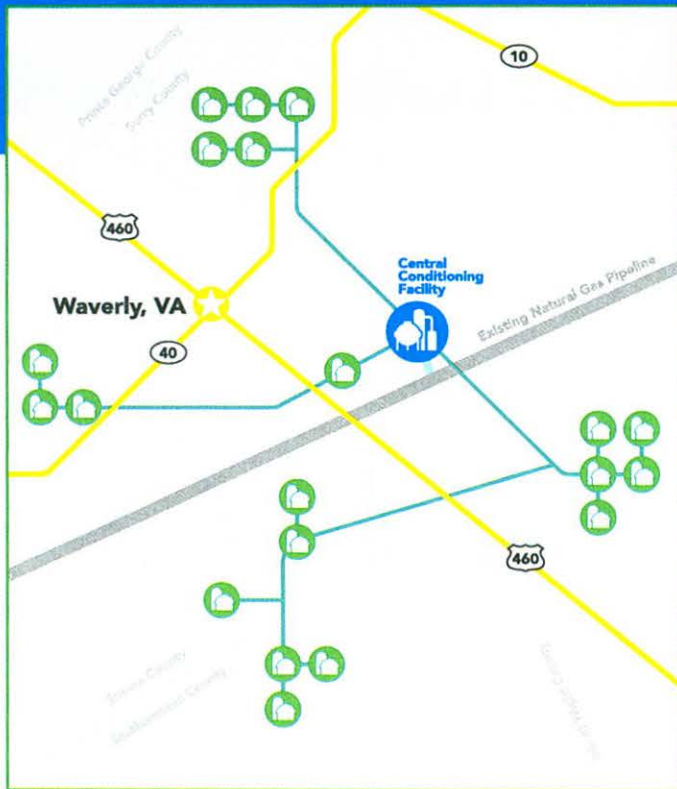 Prince George County
Surry County
10
460
Central
Conditioning
Facility
Existing Natural Gas Pipeline
Waverly, VA
40
460
Sussex County
Southampton County